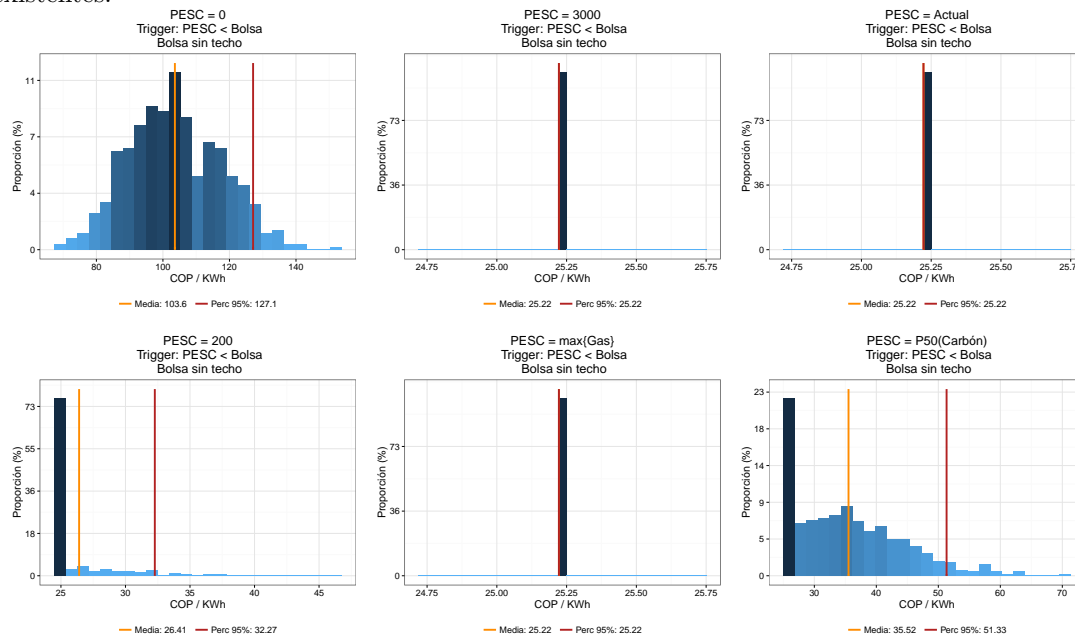 existentes.
PESC = 0
Trigger: PESC < Bolsa
Bolsa sin techo
Proporción (%)
11
7
4
0
80
100
120
140
COP / KWh
Media: 103.6
Perc 95%: 127.1
PESC = 3000
Trigger: PESC < Bolsa
Bolsa sin techo
Proporción (%)
73
36
0
24.75
25.00
25.25
25.50
25.75
COP / KWh
Media: 25.22
Perc 95%: 25.22
PESC = Actual
Trigger: PESC < Bolsa
Bolsa sin techo
Proporción (%)
73
36
0
24.75
25.00
25.25
25.50
25.7
COP / KWh
Media: 25.22
Perc 95%: 25.22
PESC = 200
Trigger: PESC < Bolsa
Bolsa sin techo
Proporción (%)
73
55
36
18
0
25
30
35
40
45
COP / KWh
Media: 26.41
Perc 95%: 32.27
PESC = max{Gas}
Trigger: PESC < Bolsa
Bolsa sin techo
Proporción (%)
73
36
0
24.75
25.00
25.25
25.50
25.75
COP / KWh
Media: 25.22
Perc 95%: 25.22
PESC = P50(Carbón)
Trigger: PESC < Bolsa
Bolsa sin techo
Proporción (%)
23
18
14
9
5
0
30
40
50
60
70
COP / KWh
Media: 35.52
Perc 95%: 51.33